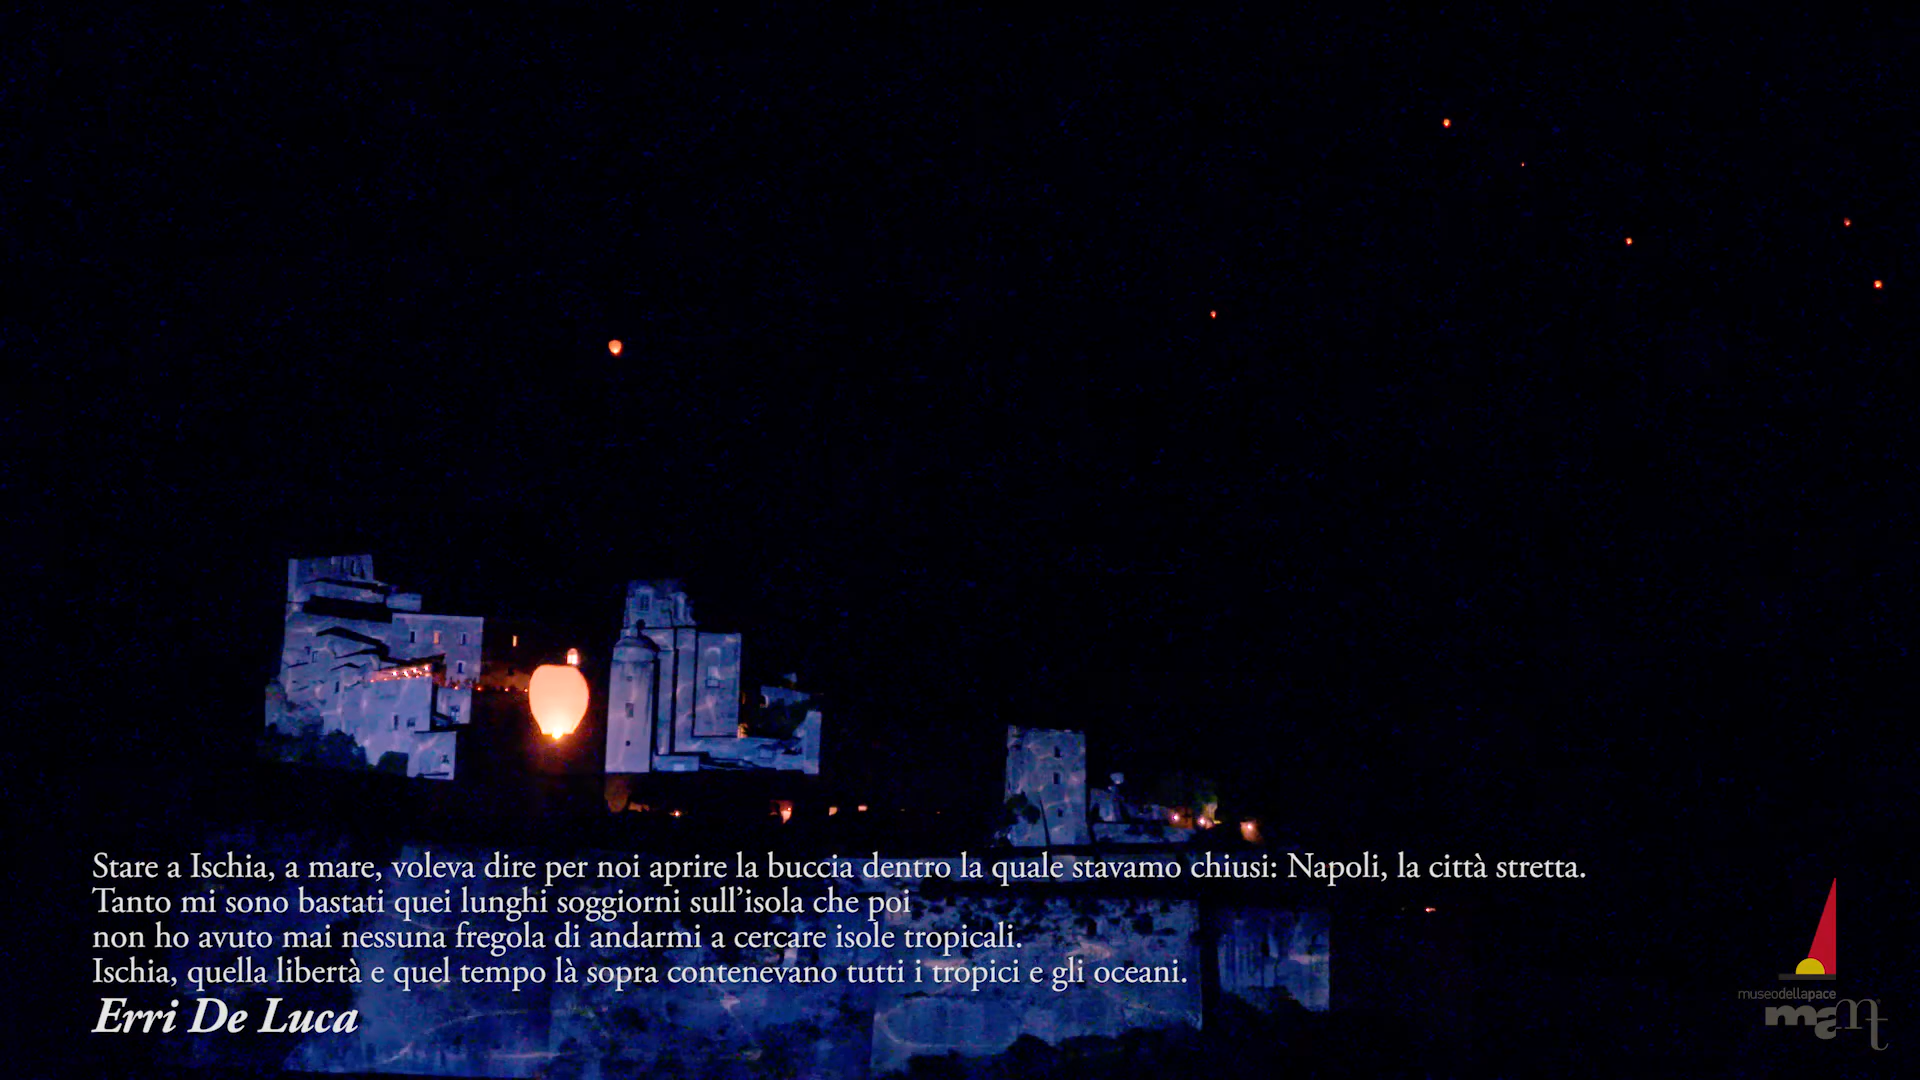 Stare a Ischia, a mare, voleva dire per noi aprire la buccia dentro la quale stavamo chiusi: Napoli, la città stretta.
Tanto mi sono bastati quei lunghi soggiorni sull’isola che poi
non ho avuto mai nessuna fregola di andarmi a cercare isole tropicali.
Ischia, quella libertà e quel tempo là sopra contenevano tutti i tropici e gli oceani.
Erri De Luca
museodellapace
mamt